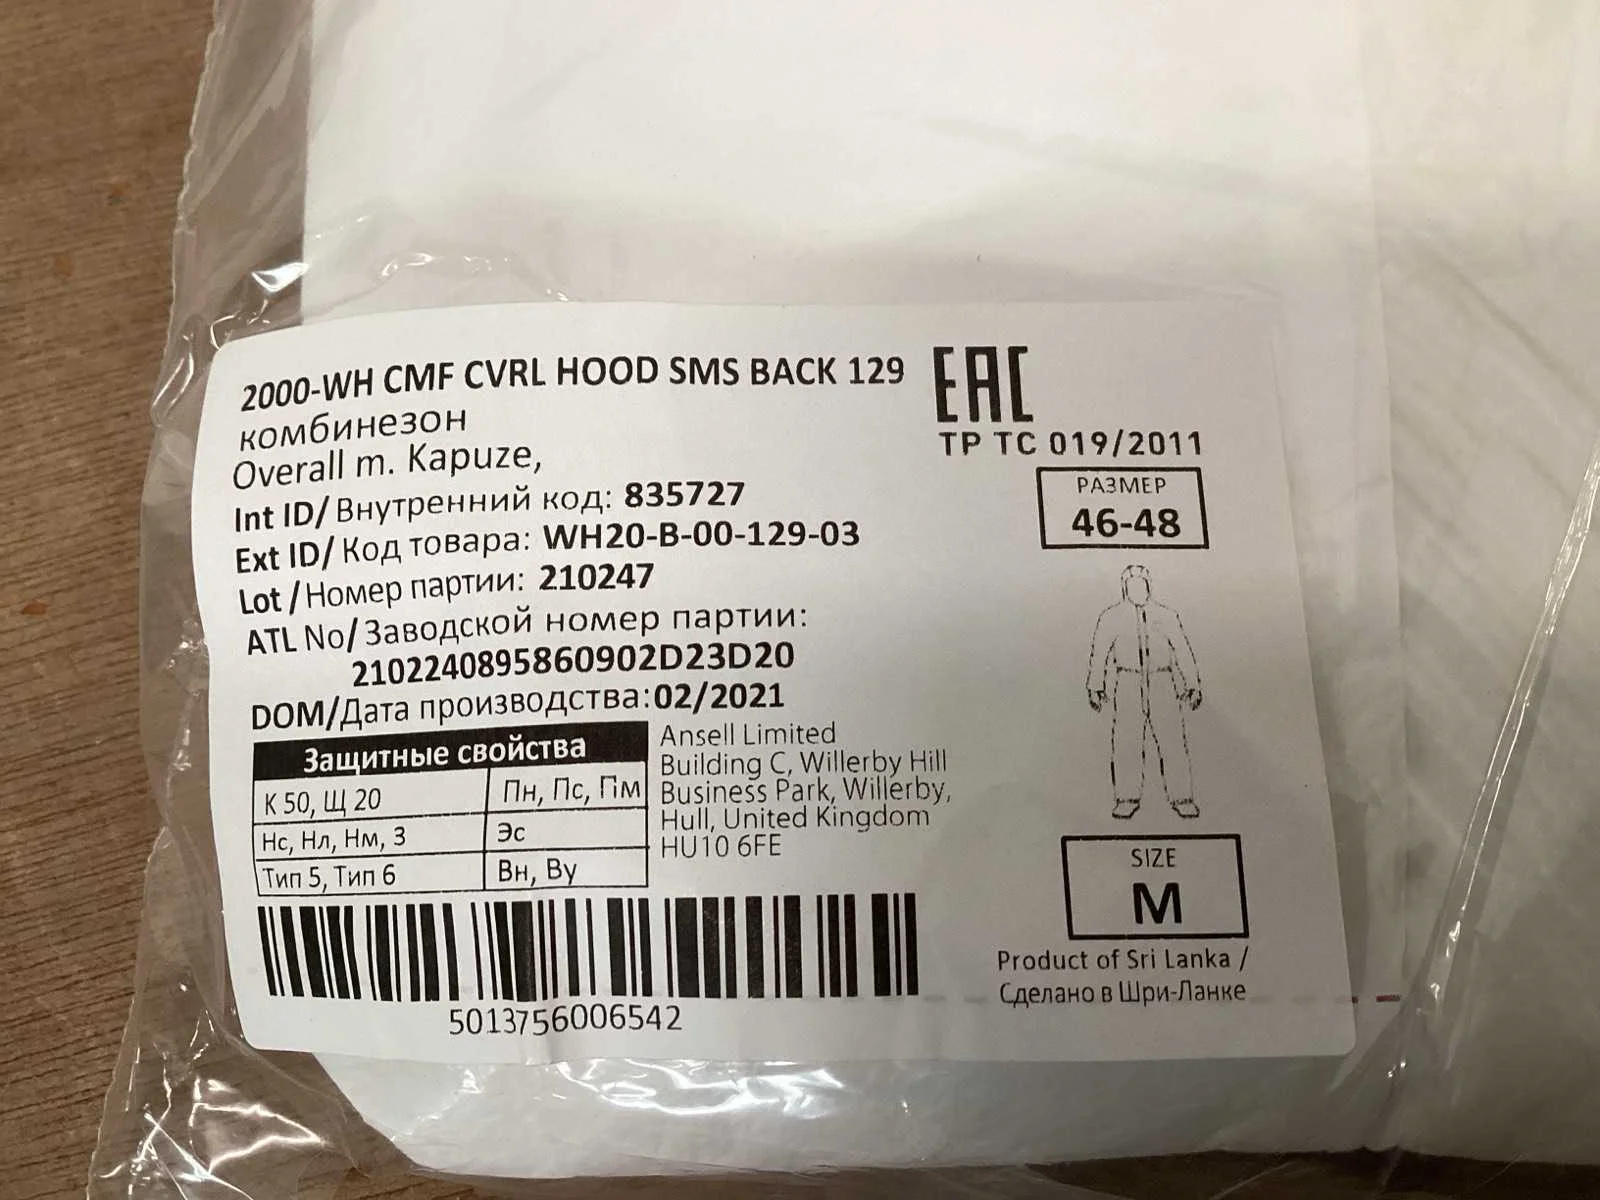 2000-WH CMF CVRL HOOD SMS BACK 129
комбинезон
Overall m. Kapuze,
Int ID/ Внутренний код: 835727
Ext ID/ Код товара: WH20-B-00-129-03
Lot / Номер партии: 210247
ATL No/ Заводской номер партии:
2102240895860902D23D20
DOM/Дата производства:02/2021
EAC
ТР ТС 019/2011
РАЗМЕР
46-48
Защитные свойства
К 50, Щ 20 Пн, Пс, Пм
Нс, Нл, Нм, З Эс
Тип 5, Тип 6 Вн, Ву
Ansell Limited
Building C, Willerby Hill
Business Park, Willerby,
Hull, United Kingdom
HU10 6FE
SIZE
M
Product of Sri Lanka /
Сделано в Шри-Ланке
5013756006542